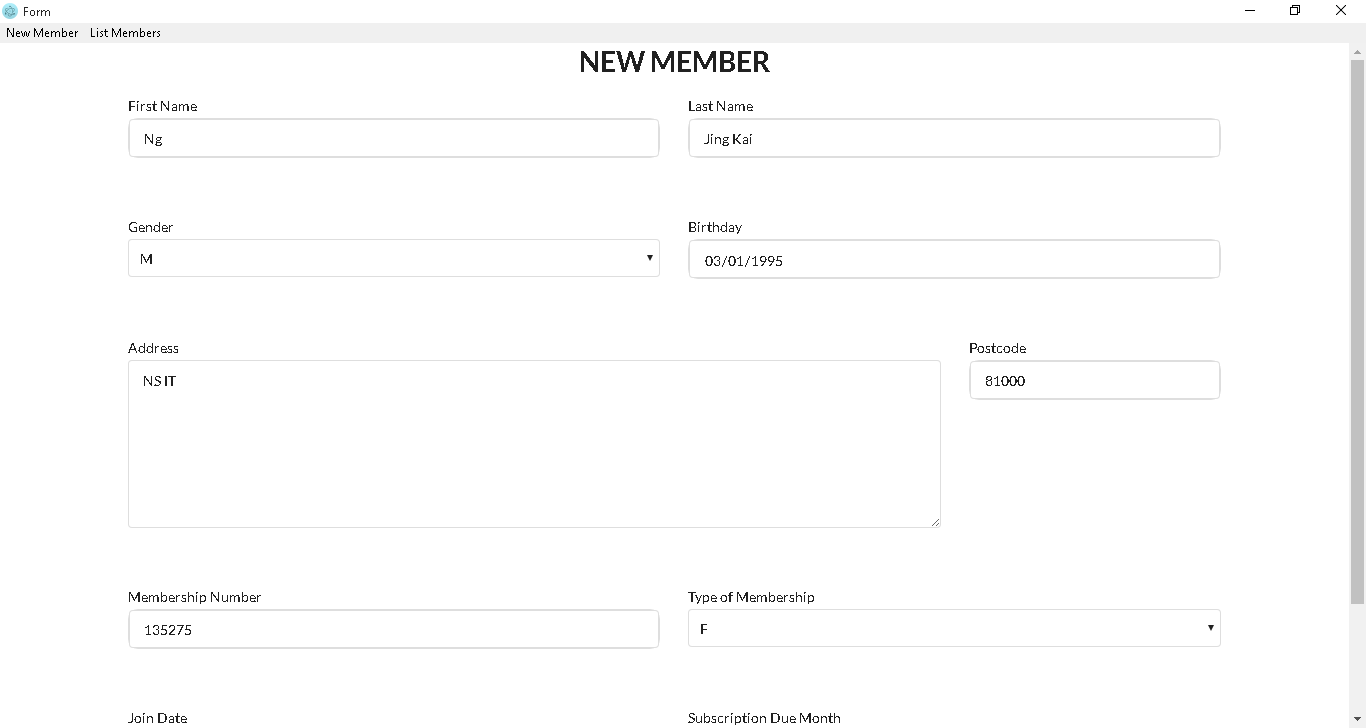 Form
New Member List Members
NEW MEMBER
First Name Last Name
Ng Jing Kai
Gender Birthday
M 03/01/1995
Address Postcode
NS IT 81000
Membership Number Type of Membership
135275 F
Join Date Subscription Due Month